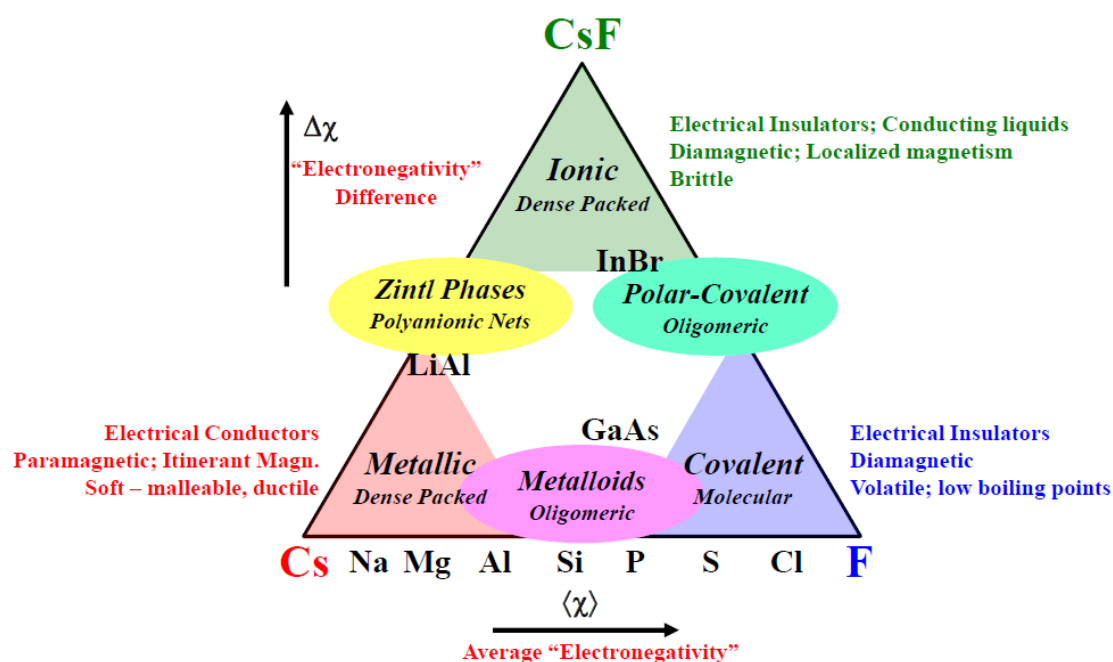 CsF
Δχ
“Electronegativity”
Difference
Electrical Insulators; Conducting liquids
Diamagnetic; Localized magnetism
Brittle
Ionic
Dense Packed
InBr
Zintl Phases
Polyanionic Nets
Polar-Covalent
Oligomeric
LiAl
GaAs
Electrical Conductors
Paramagnetic; Itinerant Magn.
Soft – malleable, ductile
Metallic
Dense Packed
Metalloids
Oligomeric
Covalent
Molecular
Electrical Insulators
Diamagnetic
Volatile; low boiling points
Cs Na Mg Al Si P S Cl F
⟨χ⟩
Average “Electronegativity”